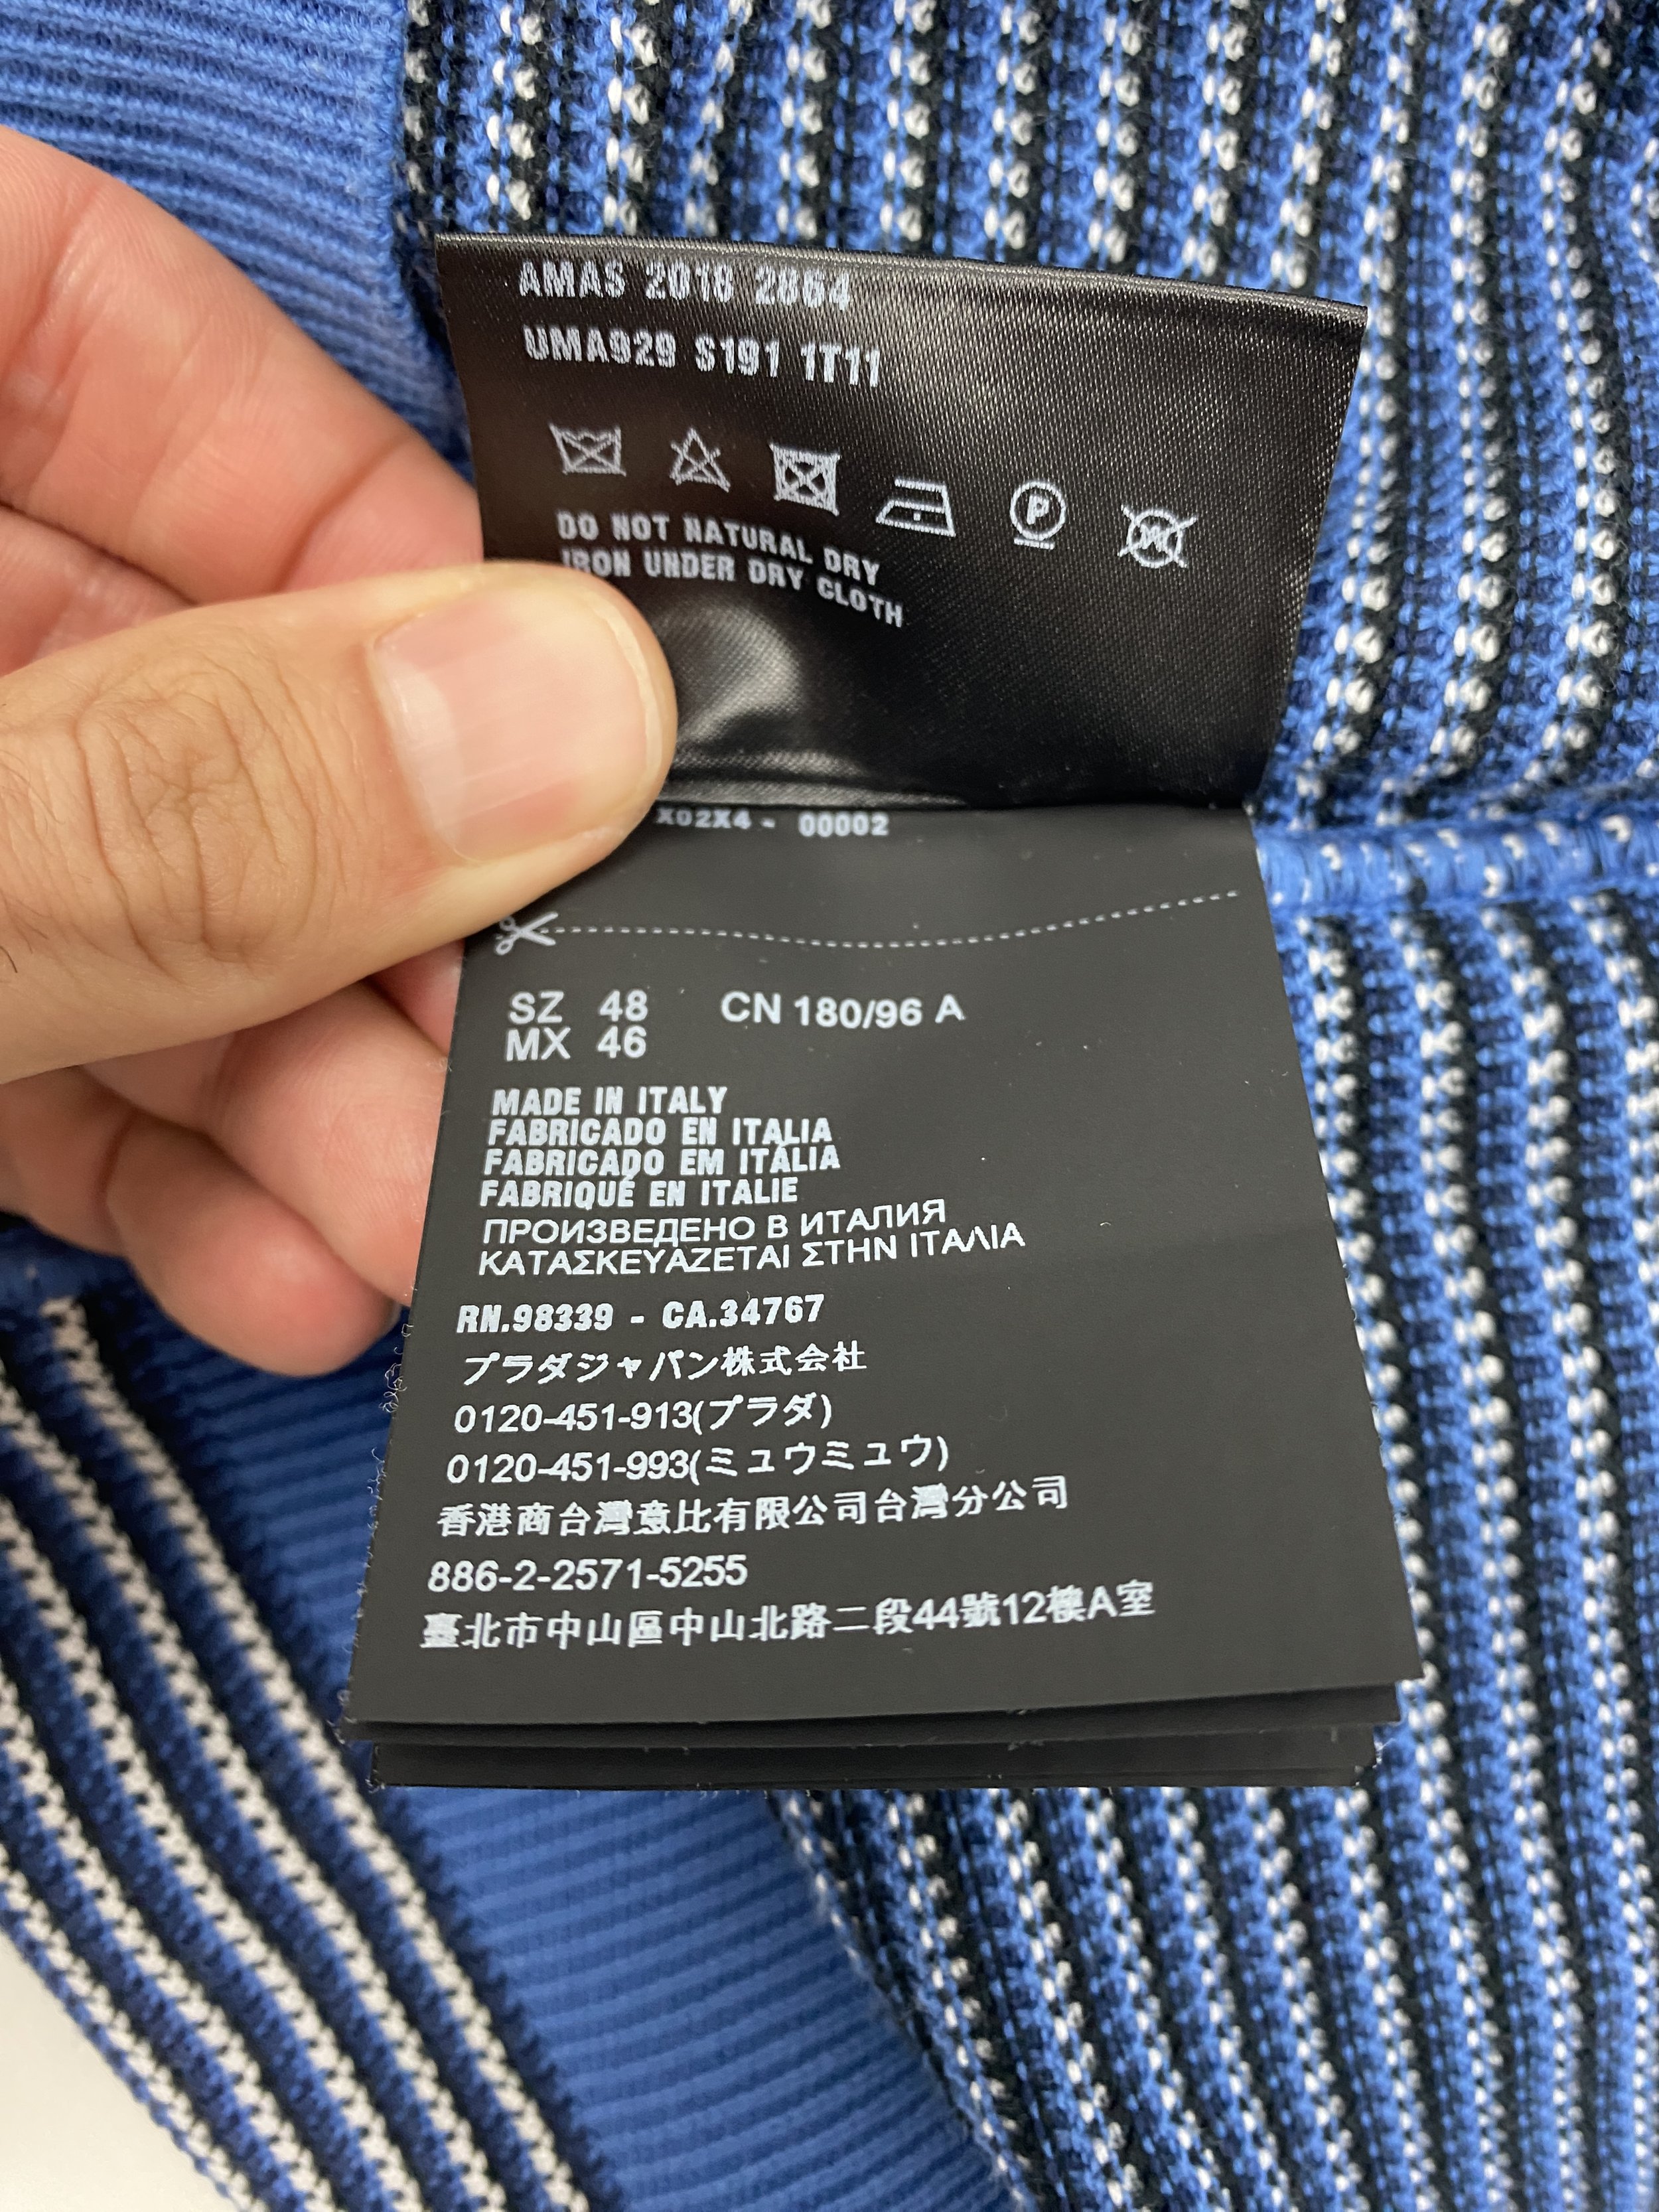 AMAS 2018 2864
UMA929 S191 1T11
P
W
DO NOT NATURAL DRY
IRON UNDER DRY CLOTH
X02X4 - 00002
SZ 48 CN 180/96 A
MX 46
MADE IN ITALY
FABRICADO EN ITALIA
FABRICADO EM ITÁLIA
FABRIQUÉ EN ITALIE
ПРОИЗВЕДЕНО В ИТАЛИЯ
ΚΑΤΑΣΚΕΥΑΖΕΤΑΙ ΣΤΗΝ ΙΤΑΛΙΑ
RN.98339 - CA.34767
プラダジャパン株式会社
0120-451-913(プラダ)
0120-451-993(ミュウミュウ)
香港商台灣意比有限公司台灣分公司
886-2-2571-5255
臺北市中山區中山北路二段44號12樓A室